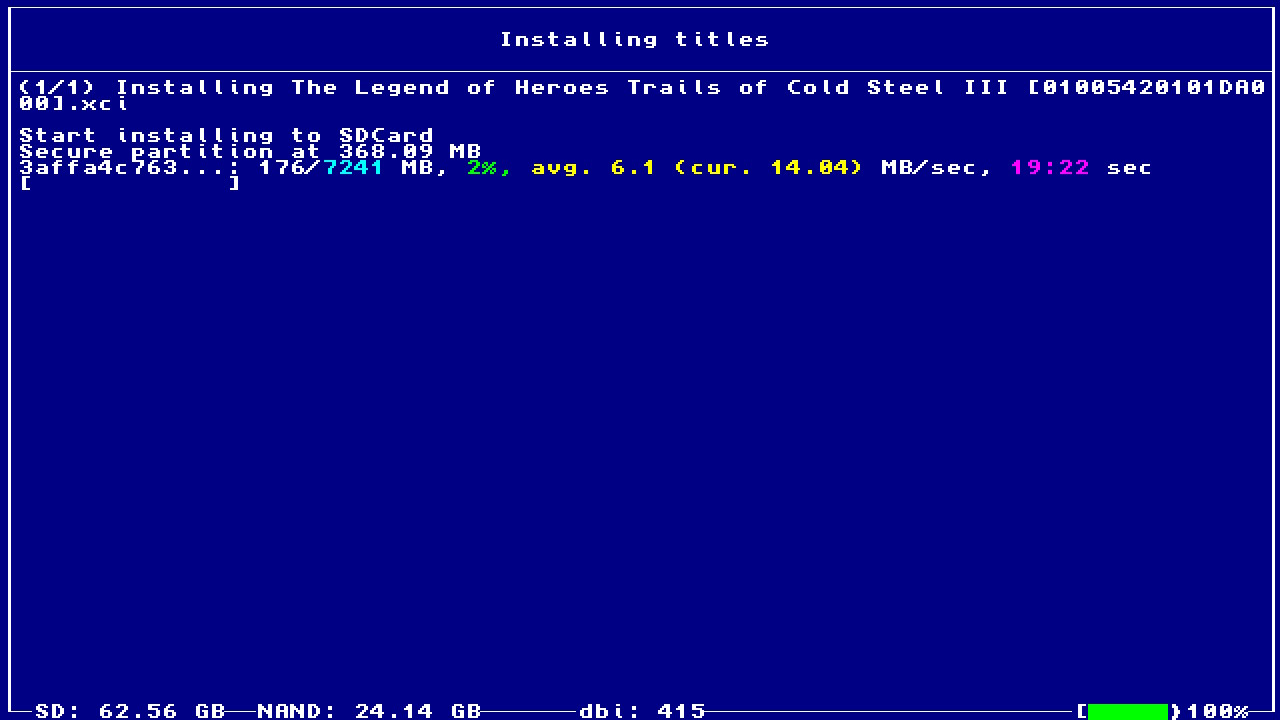 Installing titles
(1/1) Installing The Legend of Heroes Trails of Cold Steel III [01005420101DA0
00].xci
Start installing to SDCard
Secure partition at 368.09 MB
3affa4c763...: 176/7241 MB, 2%, avg. 6.1 (cur. 14.04) MB/sec, 19:22 sec
[ ]
SD: 62.56 GB NAND: 24.14 GB dbi: 415 [ }100%